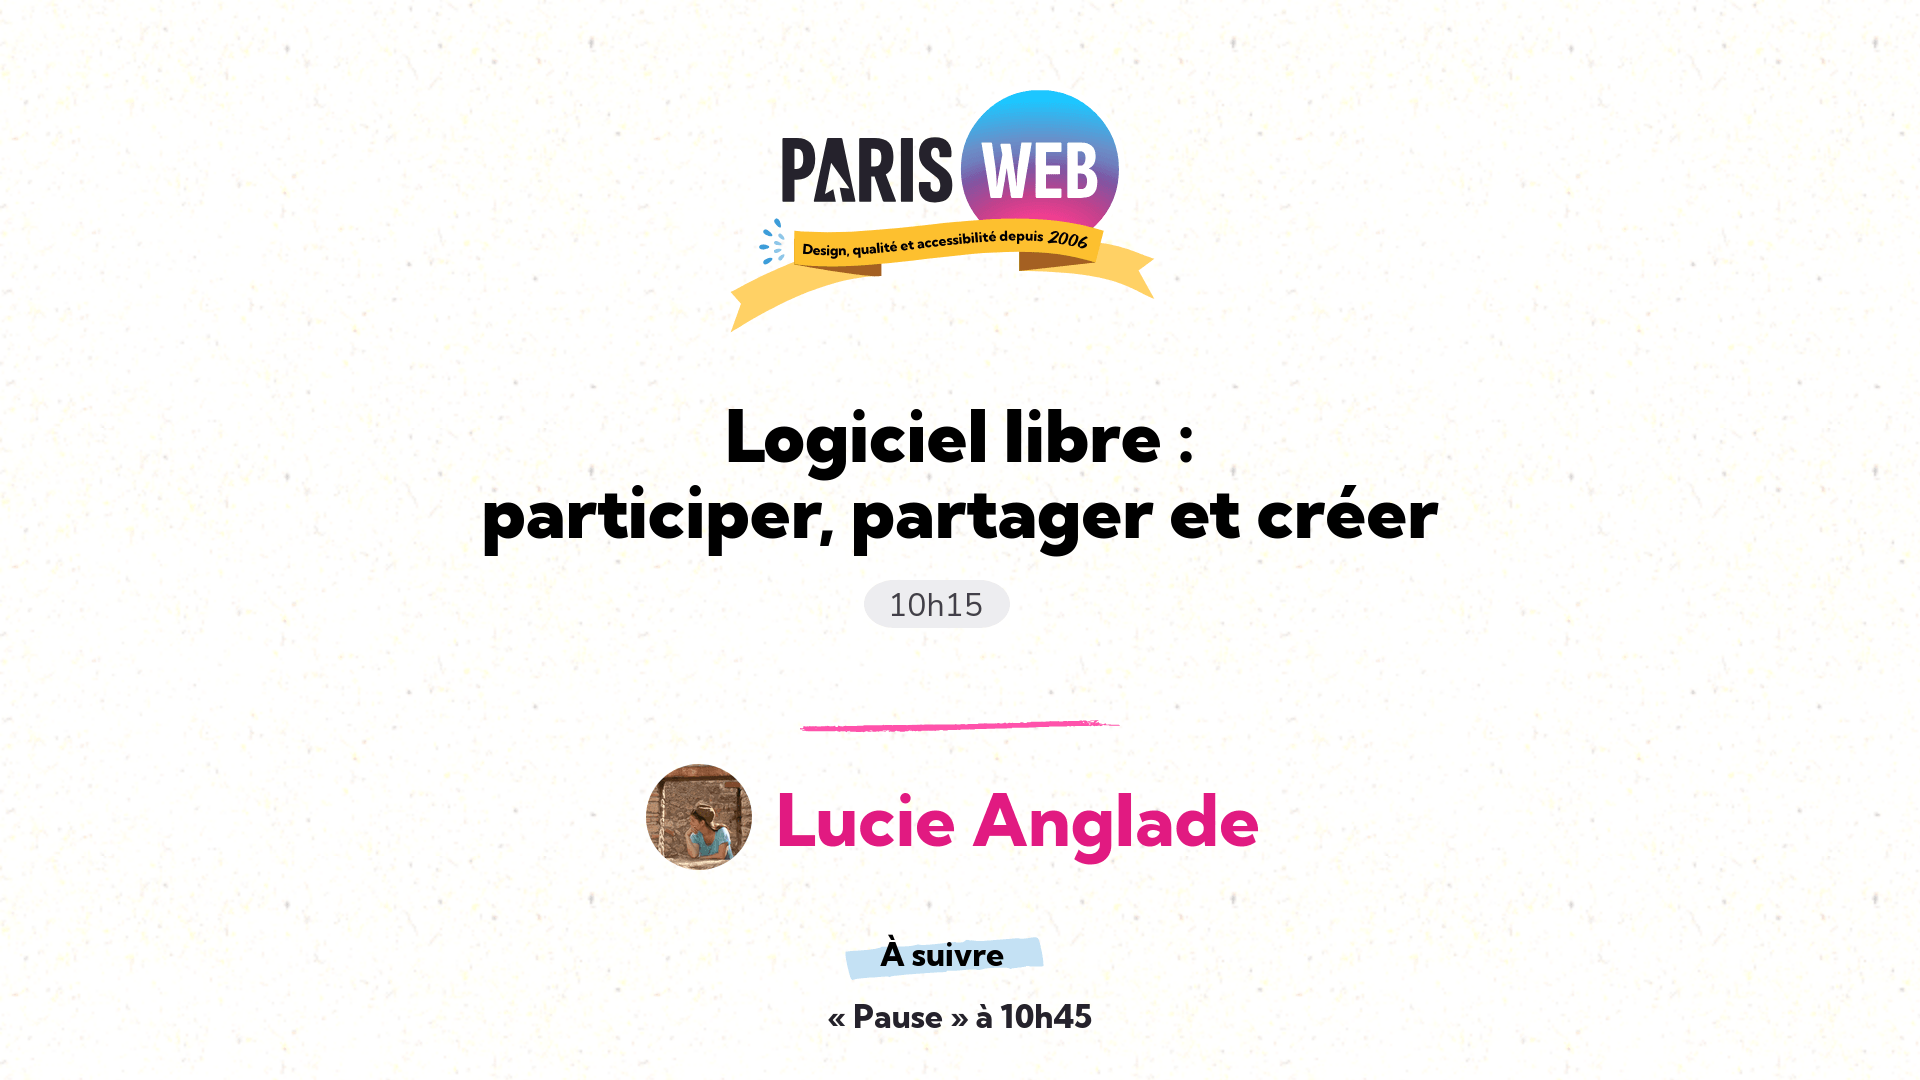 PARIS WEB
Design, qualité et accessibilité depuis 2006
Logiciel libre :
participer, partager et créer
10h15
Lucie Anglade
À suivre
« Pause » à 10h45